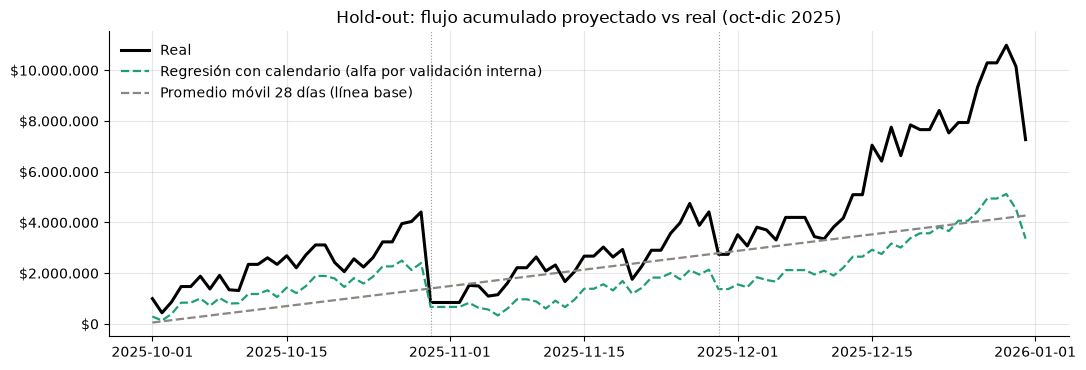 Hold-out: flujo acumulado proyectado vs real (oct-dic 2025)
Real
Regresión con calendario (alfa por validación interna)
Promedio móvil 28 días (línea base)
$10.000.000
$8.000.000
$6.000.000
$4.000.000
$2.000.000
$0
2025-10-01 2025-10-15 2025-11-01 2025-11-15 2025-12-01 2025-12-15 2026-01-01